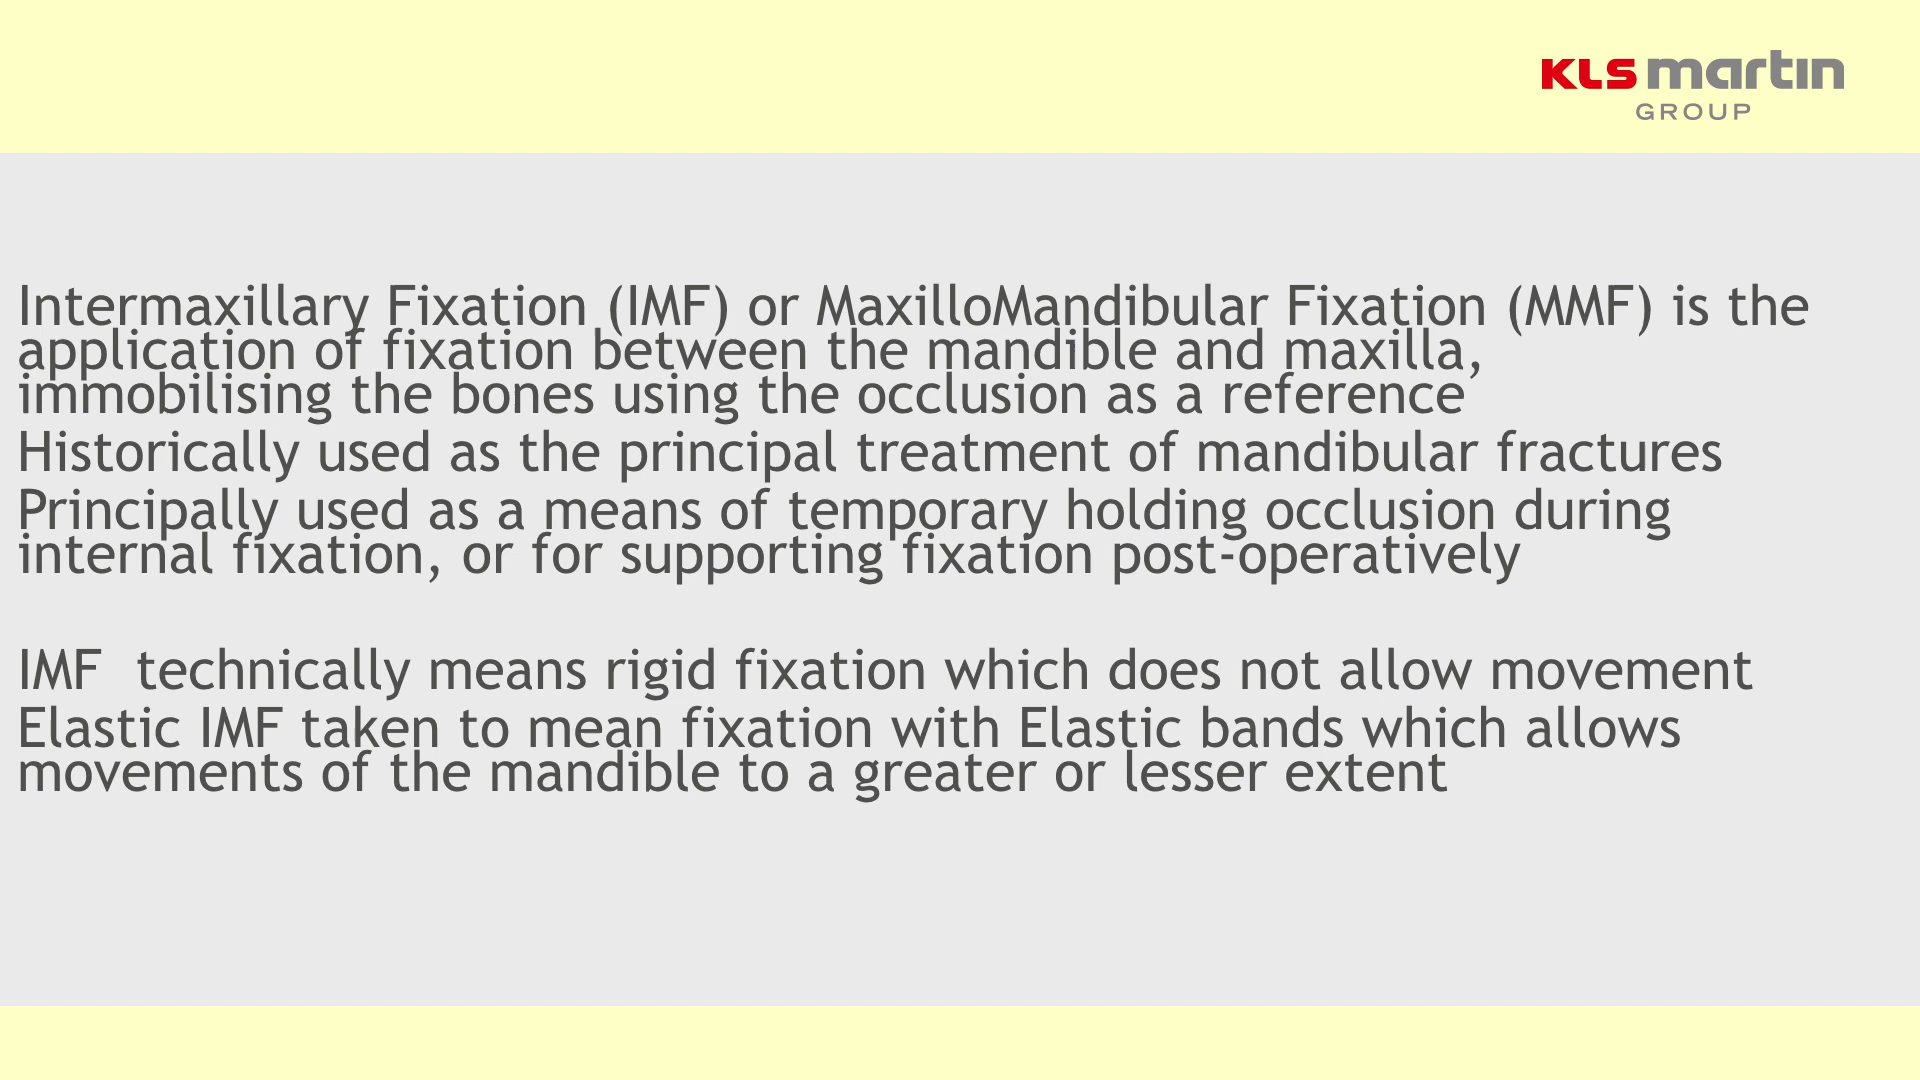 KLS martin
GROUP
Intermaxillary Fixation (IMF) or MaxilloMandibular Fixation (MMF) is the
application of fixation between the mandible and maxilla,
immobilising the bones using the occlusion as a reference
Historically used as the principal treatment of mandibular fractures
Principally used as a means of temporary holding occlusion during
internal fixation, or for supporting fixation post-operatively
IMF  technically means rigid fixation which does not allow movement
Elastic IMF taken to mean fixation with Elastic bands which allows
movements of the mandible to a greater or lesser extent